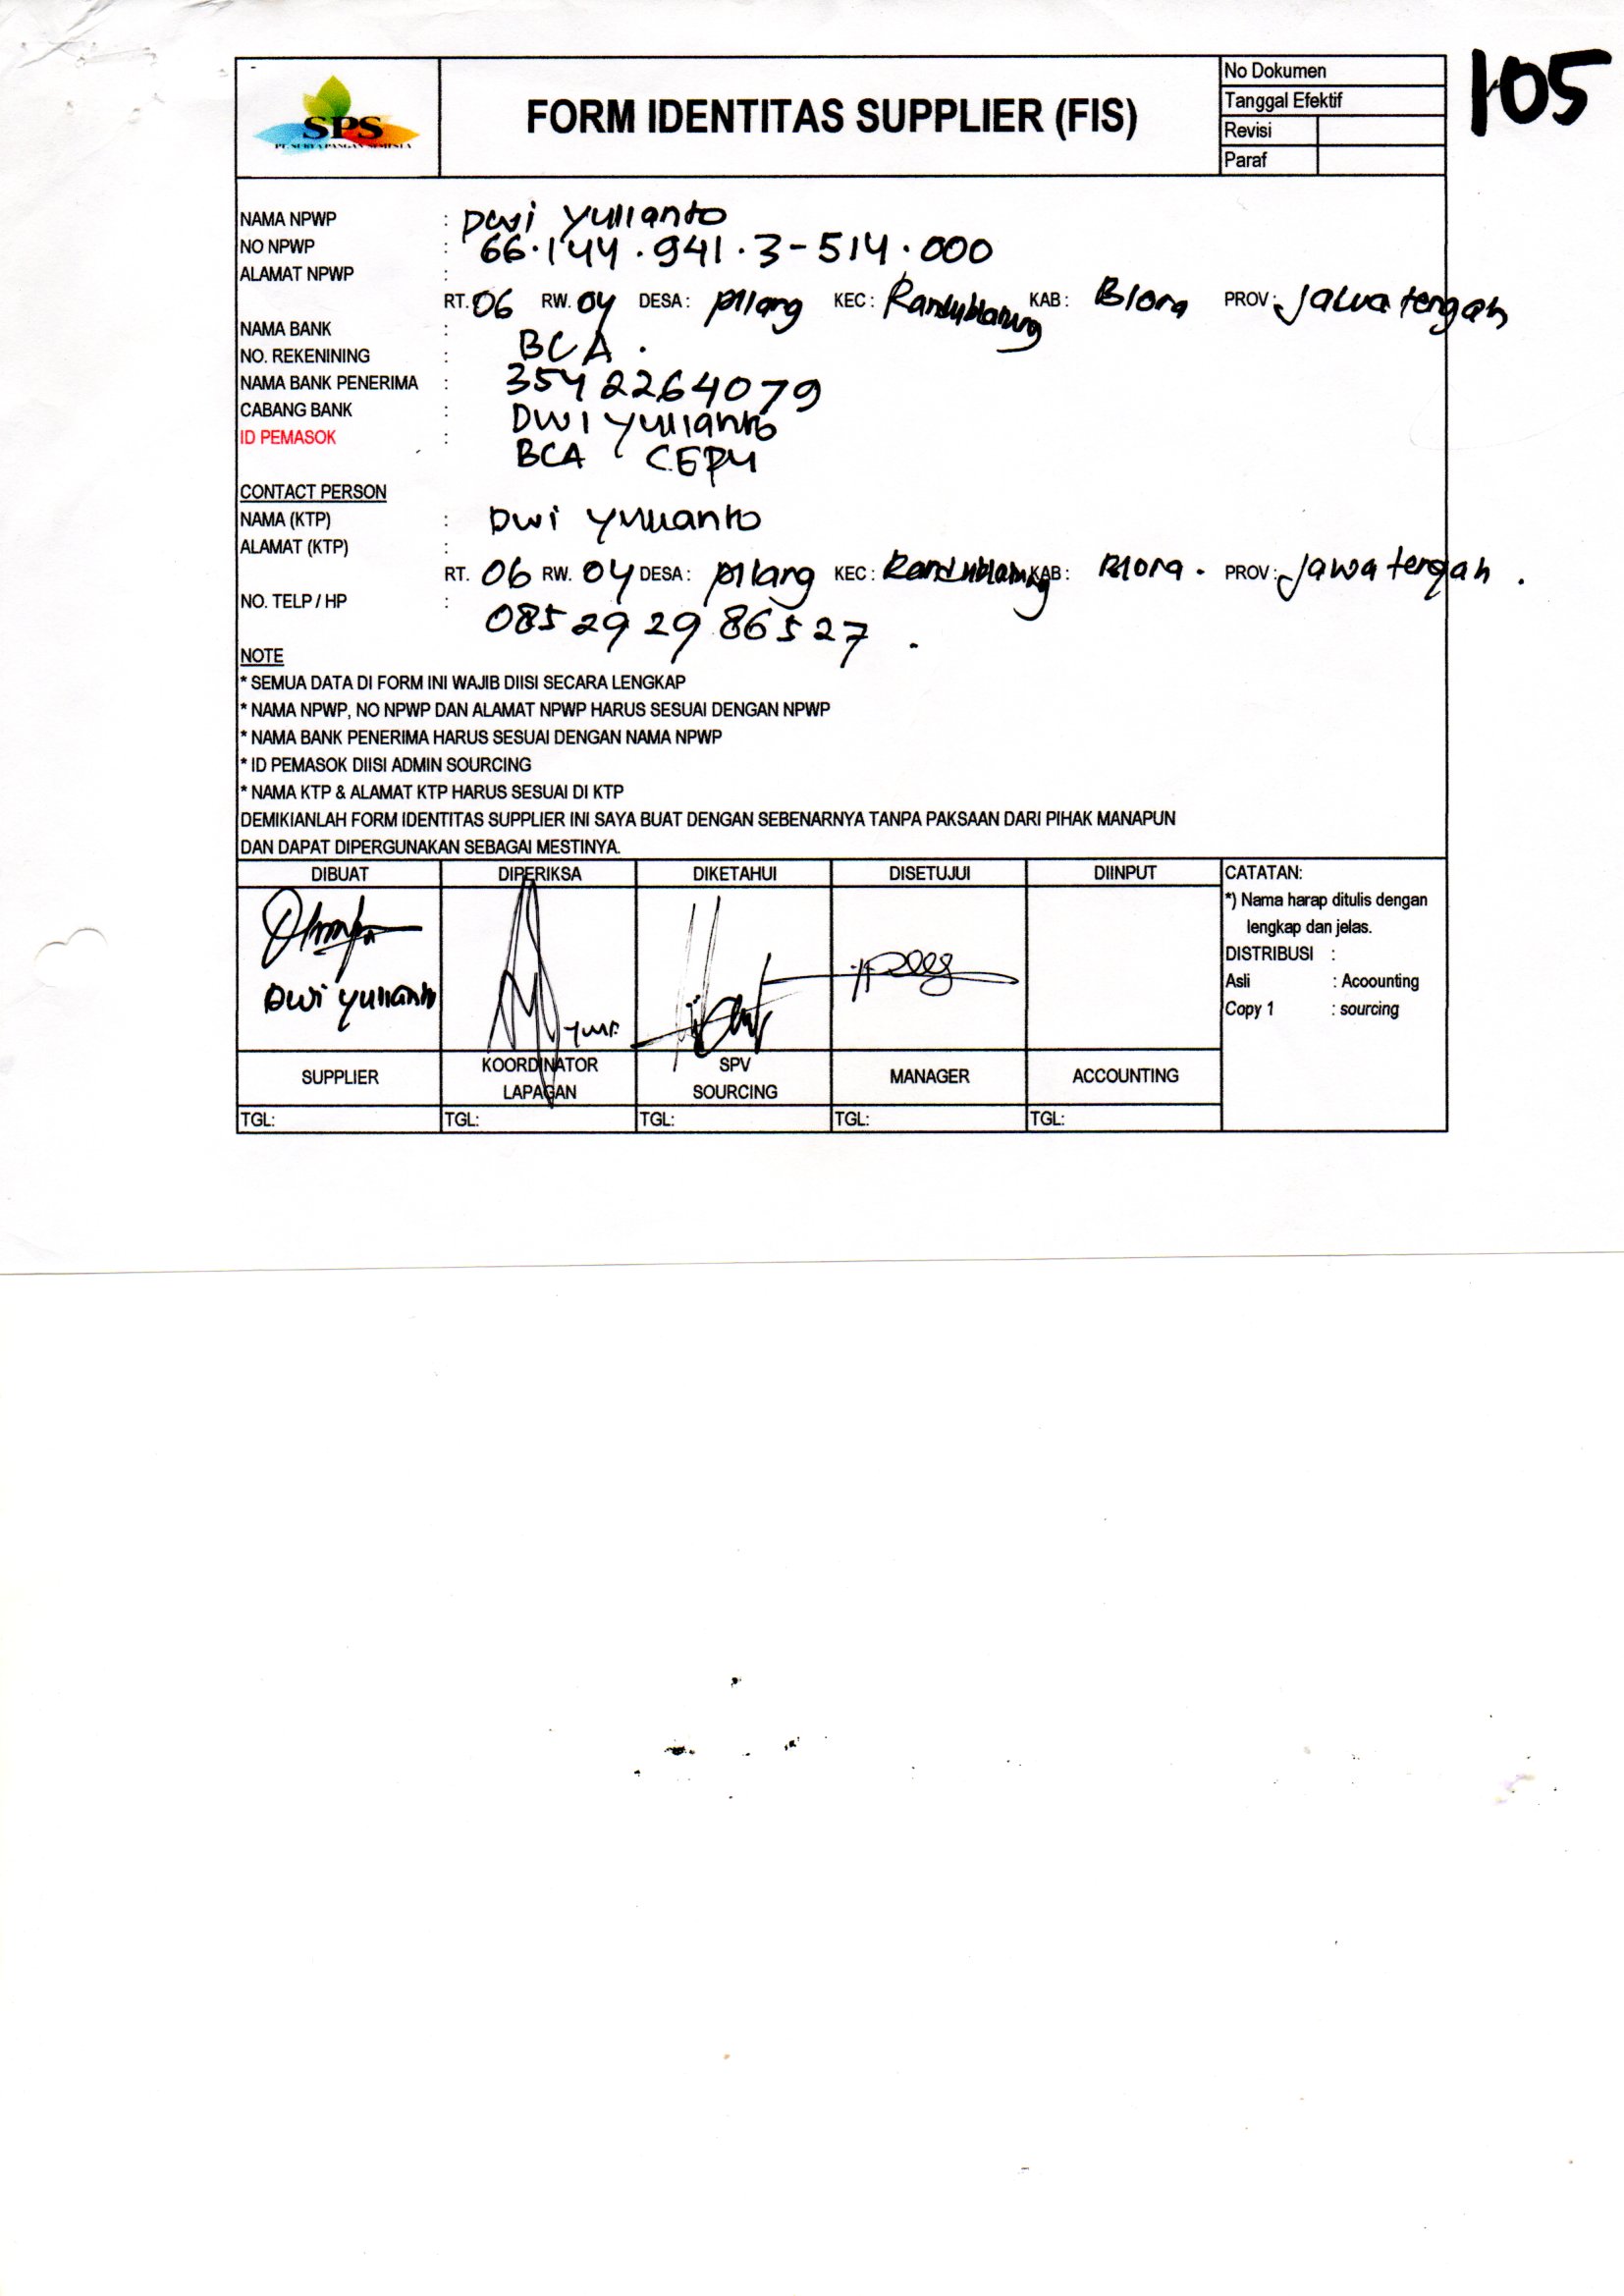 SPS
PT. SURYA PANGAN SEMESTA
FORM IDENTITAS SUPPLIER (FIS)
No Dokumen
Tanggal Efektif
Revisi
Paraf
105
NAMA NPWP : Dwi Yulianto
NO NPWP : 66.144.941.3-514.000
ALAMAT NPWP :
RT. 06 RW. 04 DESA : pilang KEC : Randublatung KAB : Blora PROV : Jawa tengah
NAMA BANK : BCA .
NO. REKENINING : 35422264079
NAMA BANK PENERIMA : Dwi Yulianto
CABANG BANK : BCA CEPU
ID PEMASOK :
CONTACT PERSON
NAMA (KTP) : Dwi Yulianto
ALAMAT (KTP) :
RT. 06 RW. 04 DESA : pilang KEC : Randublatung KAB : Blora . PROV : Jawa tengah .
NO. TELP / HP : 085292986527 .
NOTE
* SEMUA DATA DI FORM INI WAJIB DIISI SECARA LENGKAP
* NAMA NPWP, NO NPWP DAN ALAMAT NPWP HARUS SESUAI DENGAN NPWP
* NAMA BANK PENERIMA HARUS SESUAI DENGAN NAMA NPWP
* ID PEMASOK DIISI ADMIN SOURCING
* NAMA KTP & ALAMAT KTP HARUS SESUAI DI KTP
DEMIKIANLAH FORM IDENTITAS SUPPLIER INI SAYA BUAT DENGAN SEBENARNYA TANPA PAKSAAN DARI PIHAK MANAPUN
DAN DAPAT DIPERGUNAKAN SEBAGAI MESTINYA.
DIBUAT DIPERIKSA DIKETAHUI DISETUJUI DIINPUT
Dwi Yulianto
SUPPLIER KOORDINATOR LAPAGAN SPV SOURCING MANAGER ACCOUNTING
TGL: TGL: TGL: TGL: TGL:
CATATAN:
*) Nama harap ditulis dengan
lengkap dan jelas.
DISTRIBUSI :
Asli : Acoounting
Copy 1 : sourcing